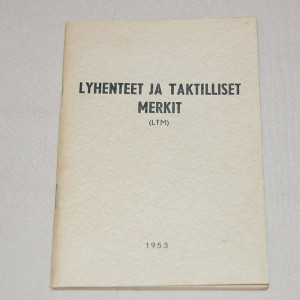 LYHENTEET JA TAKTILLISET
MERKIT
(LTM)
1953